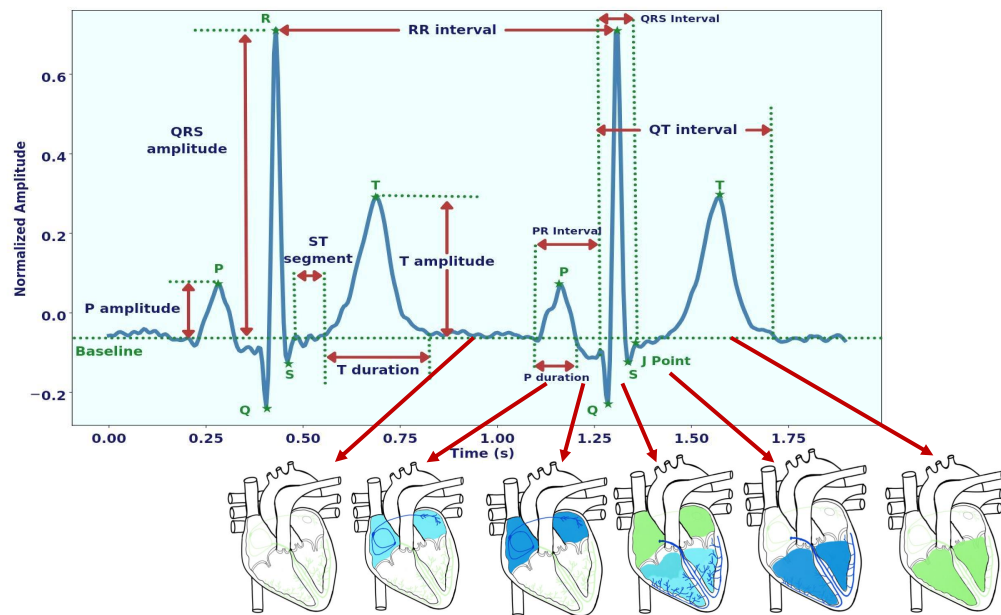 R
RR interval
QRS Interval
QRS
amplitude
QT interval
T
T
ST
segment
PR Interval
P
P
P amplitude
T amplitude
Baseline
S
T duration
P duration
S
J Point
Q
Q
Normalized Amplitude
0.6
0.4
0.2
0.0
−0.2
0.00
0.25
0.50
0.75
1.00
1.25
1.50
1.75
Time (s)